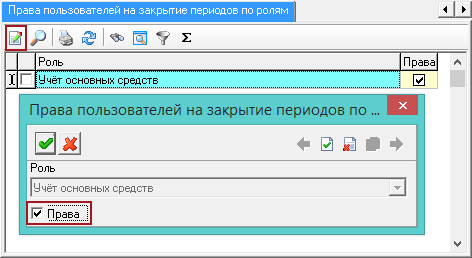 Права пользователей на закрытие периодов по ролям
Σ
Роль Права
Учёт основных средств
Права пользователей на закрытие периодов по ...
Роль
Учёт основных средств
Права